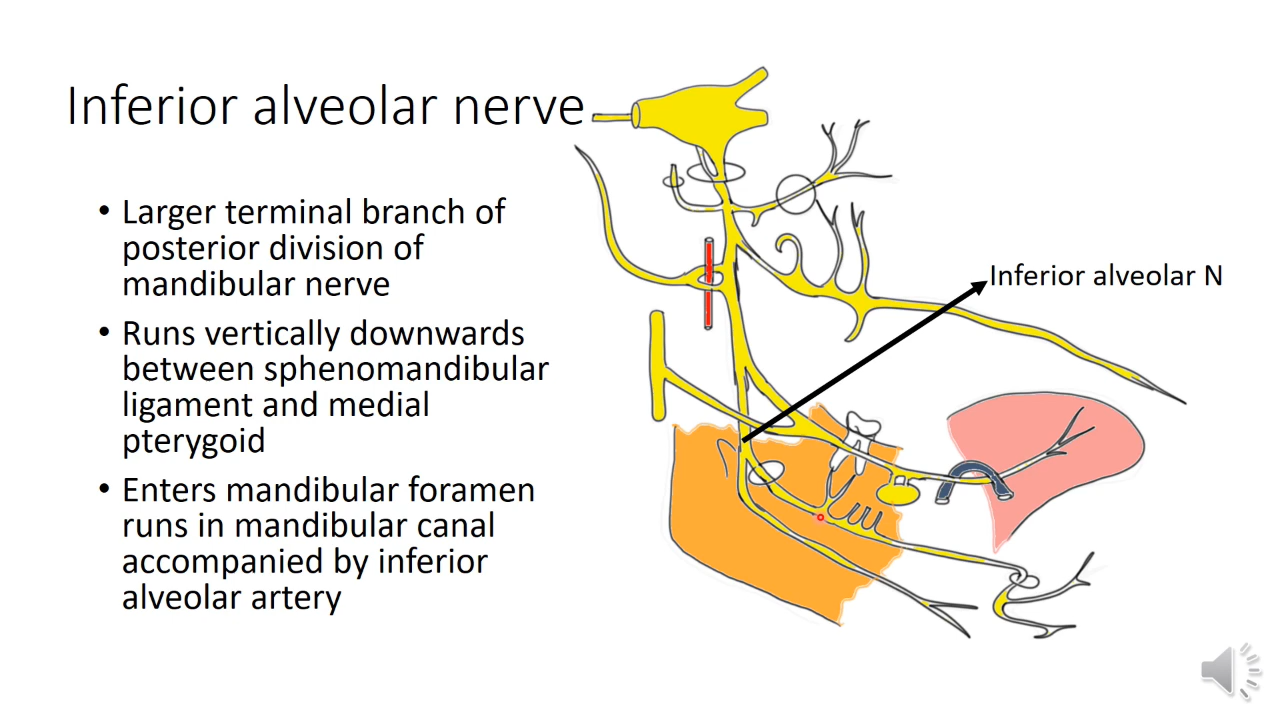 Inferior alveolar nerve
• Larger terminal branch of
posterior division of
mandibular nerve
• Runs vertically downwards
between sphenomandibular
ligament and medial
pterygoid
• Enters mandibular foramen
runs in mandibular canal
accompanied by inferior
alveolar artery
Inferior alveolar N